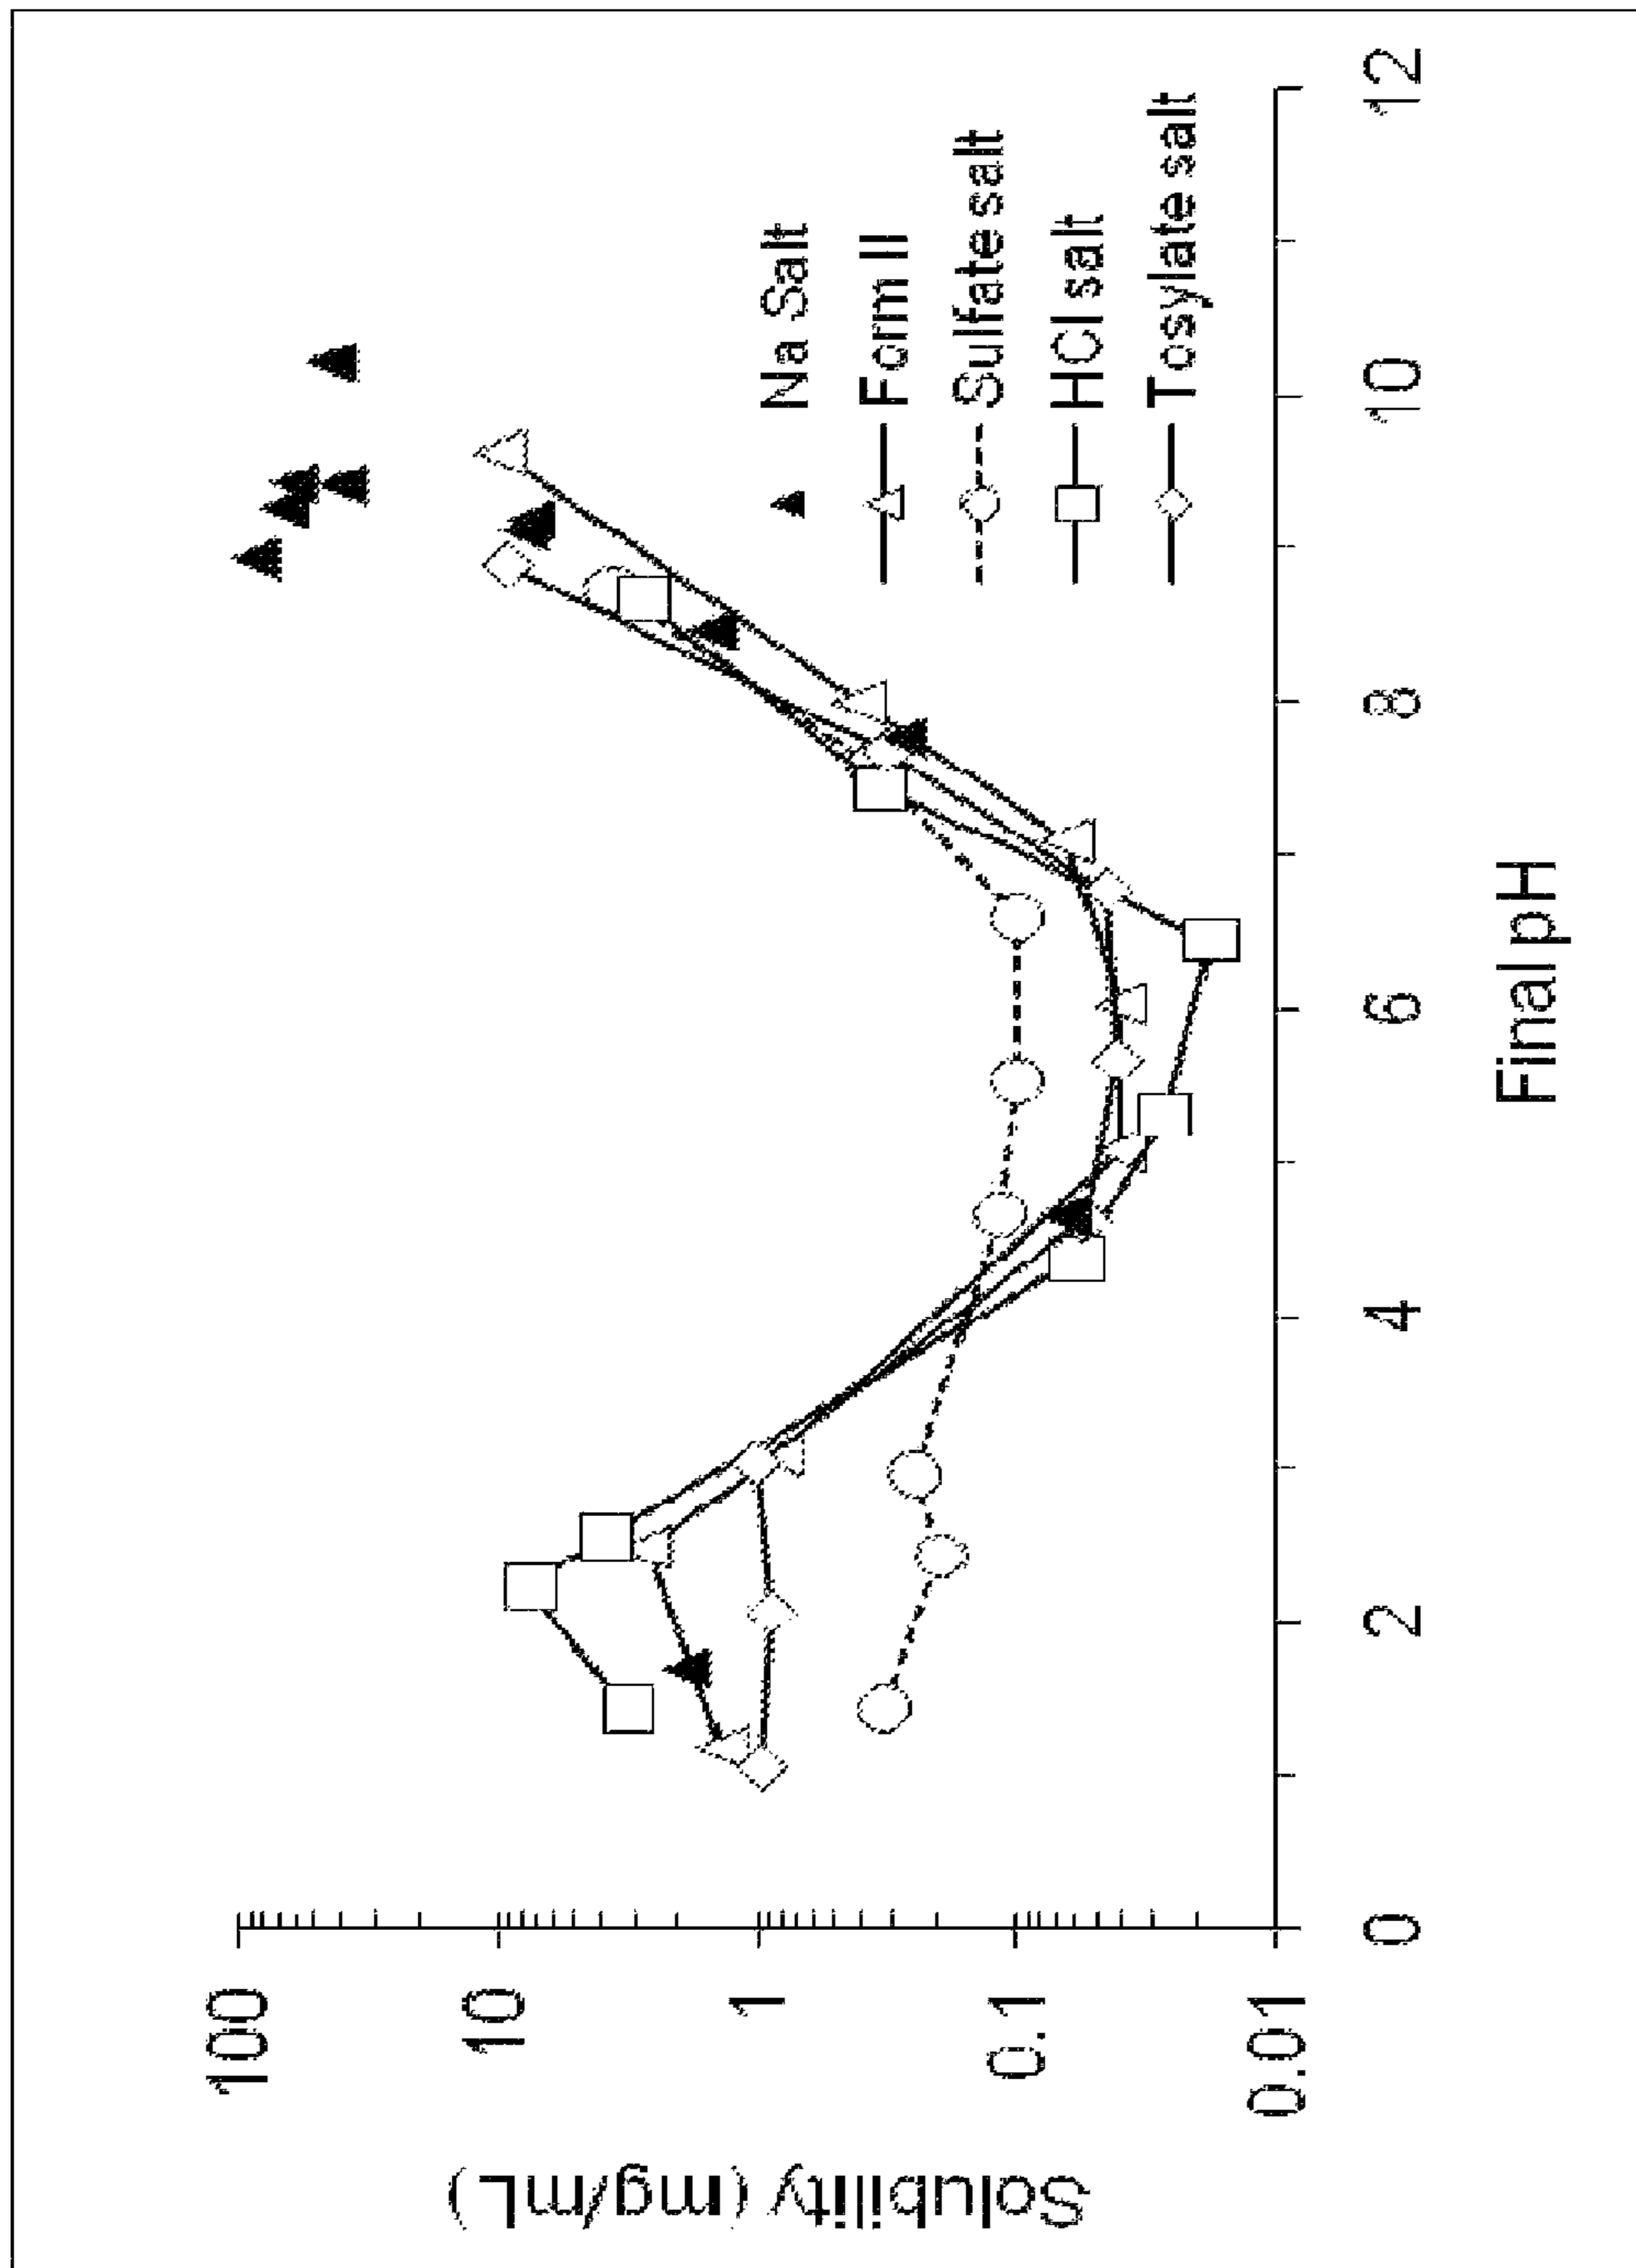 Solubility (mg/mL)
100
10
1
0.1
0.01
0
2
4
6
8
10
12
Final pH
Na Salt
Form II
Sulfate salt
HCl salt
Tosylate salt